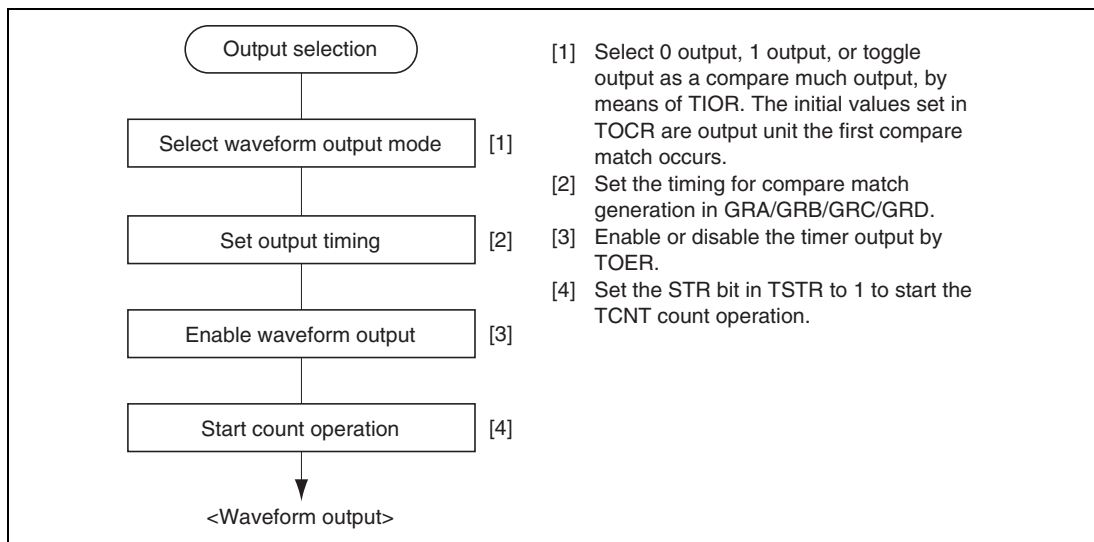 Output selection
Select waveform output mode [1]
Set output timing [2]
Enable waveform output [3]
Start count operation [4]
<Waveform output>
[1] Select 0 output, 1 output, or toggle
output as a compare much output, by
means of TIOR. The initial values set in
TOCR are output unit the first compare
match occurs.
[2] Set the timing for compare match
generation in GRA/GRB/GRC/GRD.
[3] Enable or disable the timer output by
TOER.
[4] Set the STR bit in TSTR to 1 to start the
TCNT count operation.